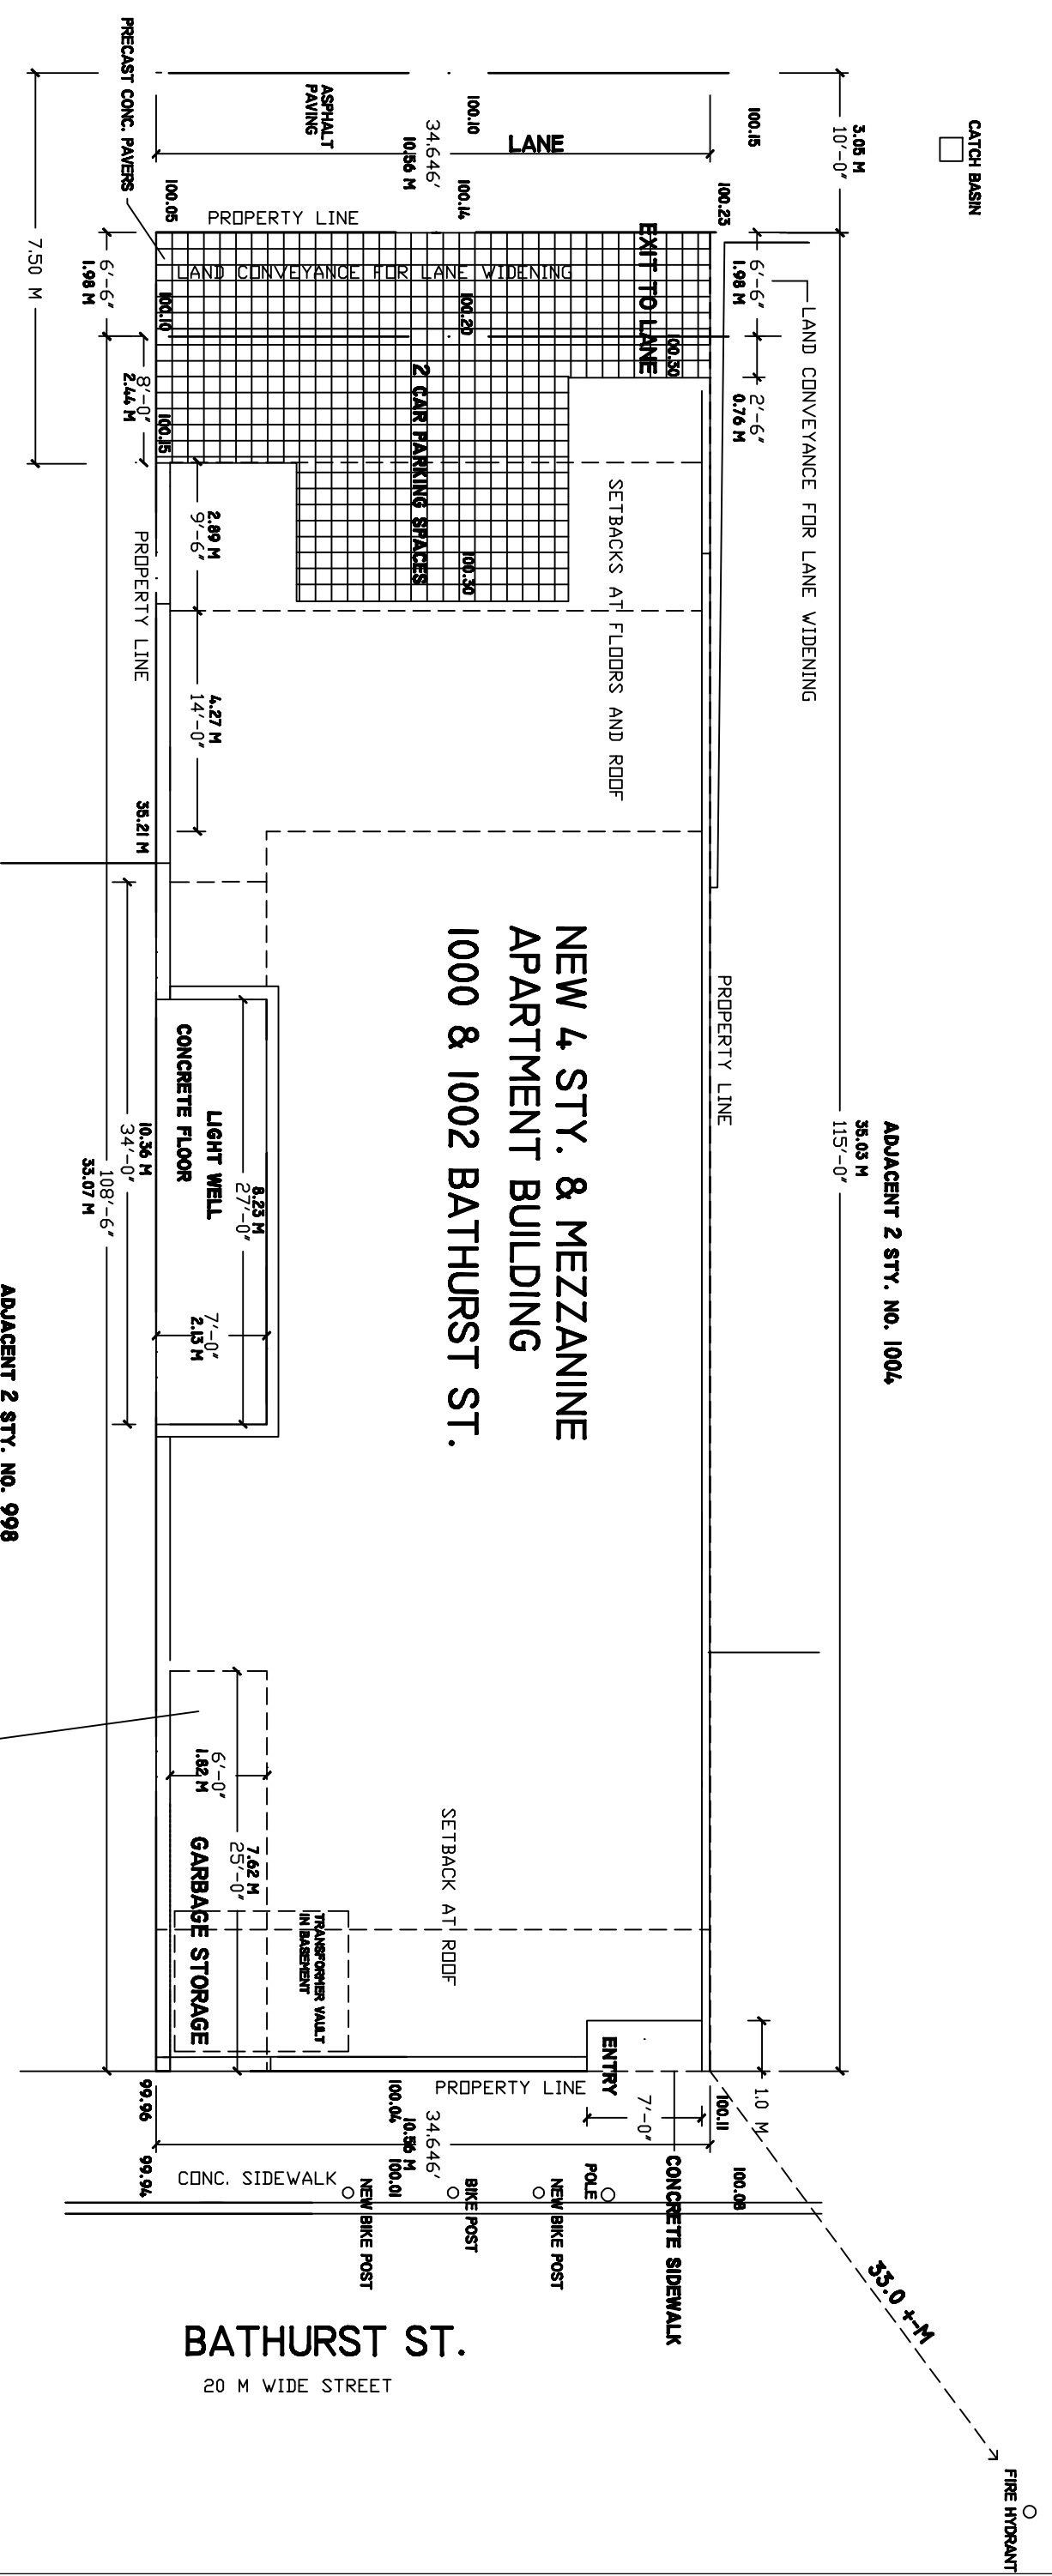 CATCH BASIN
3.05 M
10'-0"
100.15
LANE
100.10
34.646'
10.56 M
ASPHALT
PAVING
PRECAST CONC. PAVERS
7.50 M
100.23
100.14
100.05
PROPERTY LINE
LAND CONVEYANCE FOR LANE WIDENING
EXIT TO LANE
6'-6"
1.98 M
2'-6"
0.76 M
LAND CONVEYANCE FOR LANE WIDENING
6'-6"
1.98 M
8'-0"
2.44 M
100.10
100.20
100.30
100.15
2 CAR PARKING SPACES
100.30
SETBACKS AT FLOORS AND ROOF
2.89 M
9'-6"
4.27 M
14'-0"
PROPERTY LINE
35.21 M
PROPERTY LINE
ADJACENT 2 STY. NO. 1004
35.03 M
115'-0"
NEW 4 STY. & MEZZANINE
APARTMENT BUILDING
1000 & 1002 BATHURST ST.
8.23 M
27'-0"
LIGHT WELL
CONCRETE FLOOR
7'-0"
2.13 M
10.36 M
34'-0"
108'-6"
33.07 M
ADJACENT 2 STY. NO. 998
6'-0"
1.82 M
7.62 M
25'-0"
GARBAGE STORAGE
TRANSFORMER VAULT
IN BASEMENT
SETBACK AT ROOF
ENTRY
1.0 M
7'-0"
PROPERTY LINE
100.11
100.04
99.96
34.646'
10.56 M
100.08
100.01
99.94
CONC. SIDEWALK
CONCRETE SIDEWALK
POLE
NEW BIKE POST
BIKE POST
NEW BIKE POST
BATHURST ST.
20 M WIDE STREET
33.0 +-M
FIRE HYDRANT